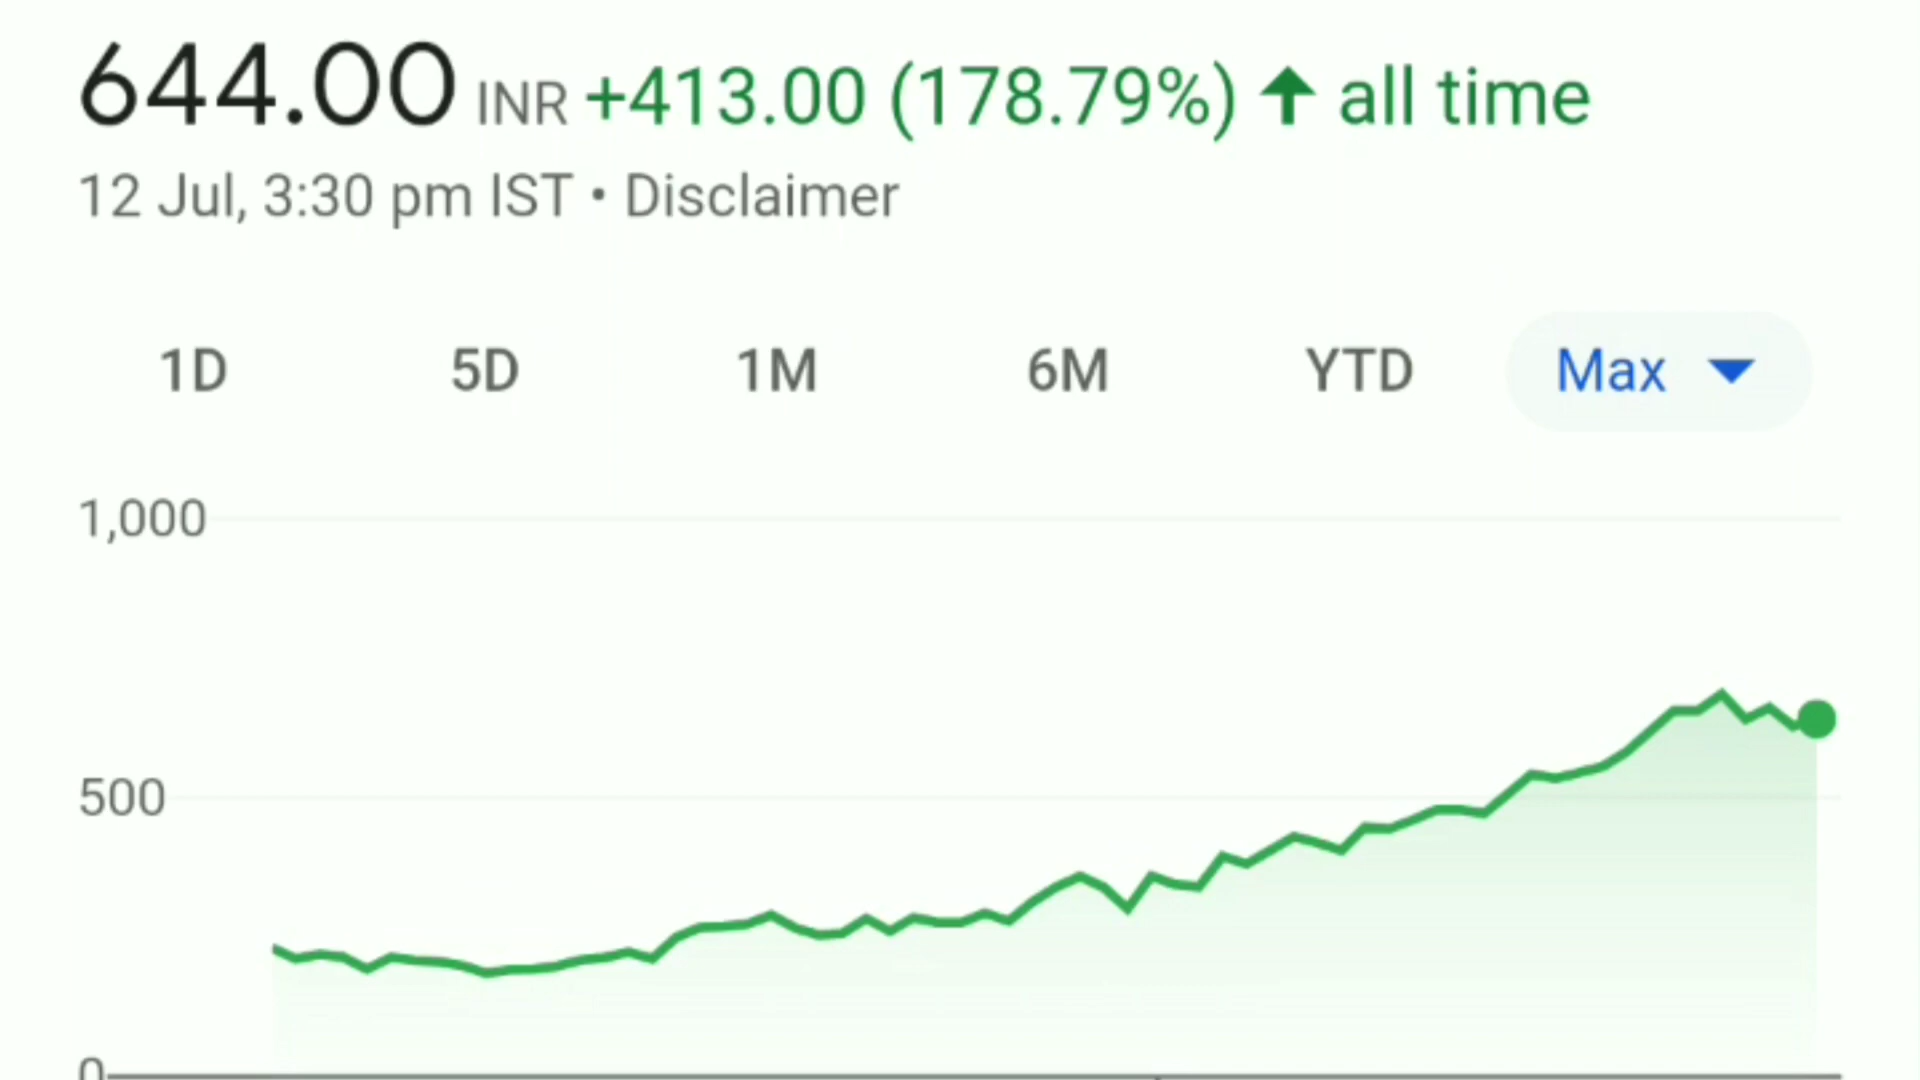 644.00 INR +413.00 (178.79%) ↑ all time
12 Jul, 3:30 pm IST • Disclaimer
1D 5D 1M 6M YTD Max
1,000
500
0